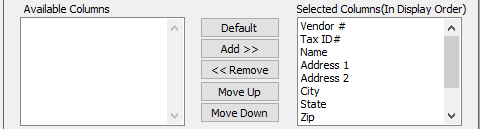 Available Columns
Default
Add >>
<< Remove
Move Up
Move Down
Selected Columns(In Display Order)
Vendor #
Tax ID#
Name
Address 1
Address 2
City
State
Zip